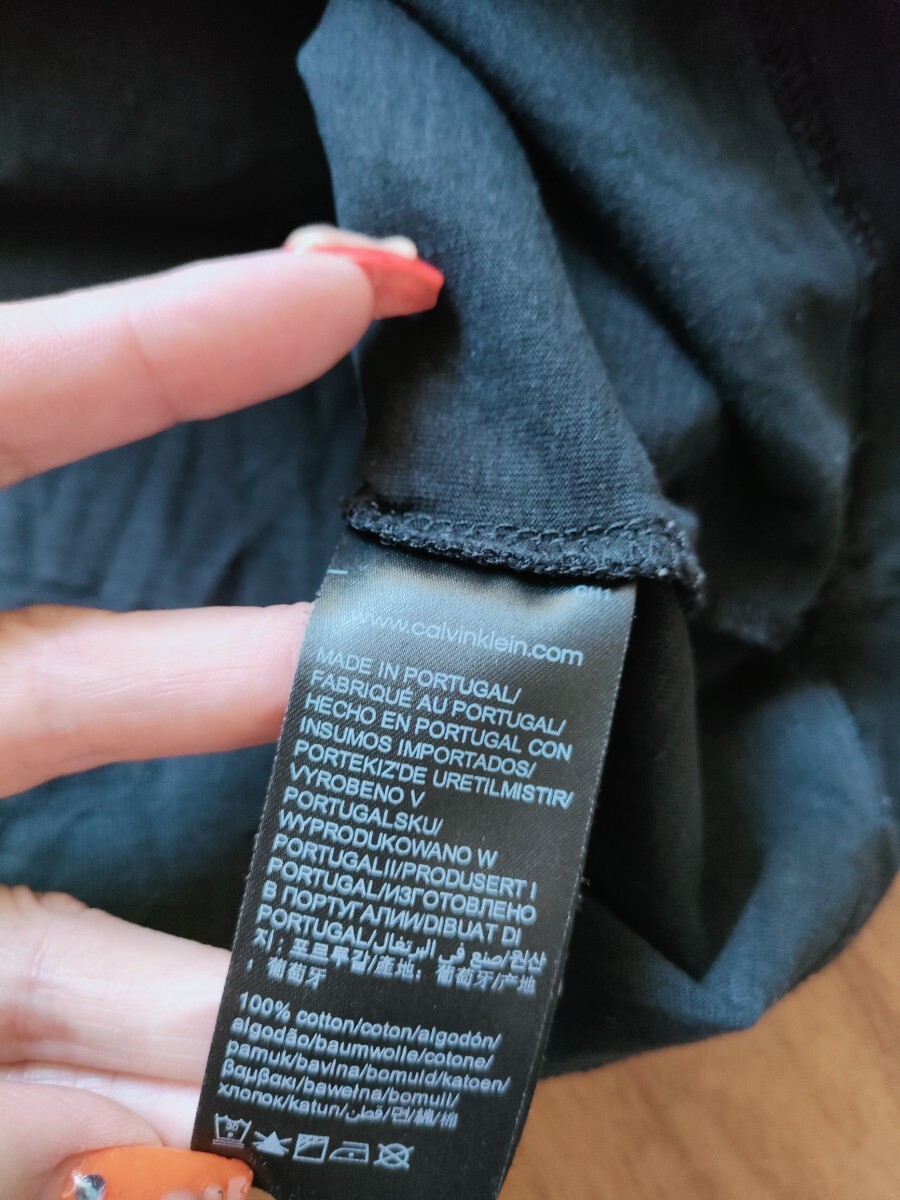 www.calvinklein.com
MADE IN PORTUGAL/
FABRIQUÉ AU PORTUGAL/
HECHO EN PORTUGAL CON
INSUMOS IMPORTADOS/
PORTEKIZ'DE URETILMISTIR/
VYROBENO V
PORTUGALSKU/
WYPRODUKOWANO W
PORTUGALII/PRODUSERT I
PORTUGAL/ИЗГОТОВЛЕНО
В ПОРТУГАЛИИ/DIBUAT DI
PORTUGAL/صنع في البرتغال/원산
지 : 포르투갈/產地 : 葡萄牙/产地
: 葡萄牙
100% cotton/coton/algodón/
algodão/baumwolle/cotone/
pamuk/bavlna/bomuld/katoen/
βαμβακι/bawełna/bomull/
хлопок/katun/قطن/면/綿/棉
30